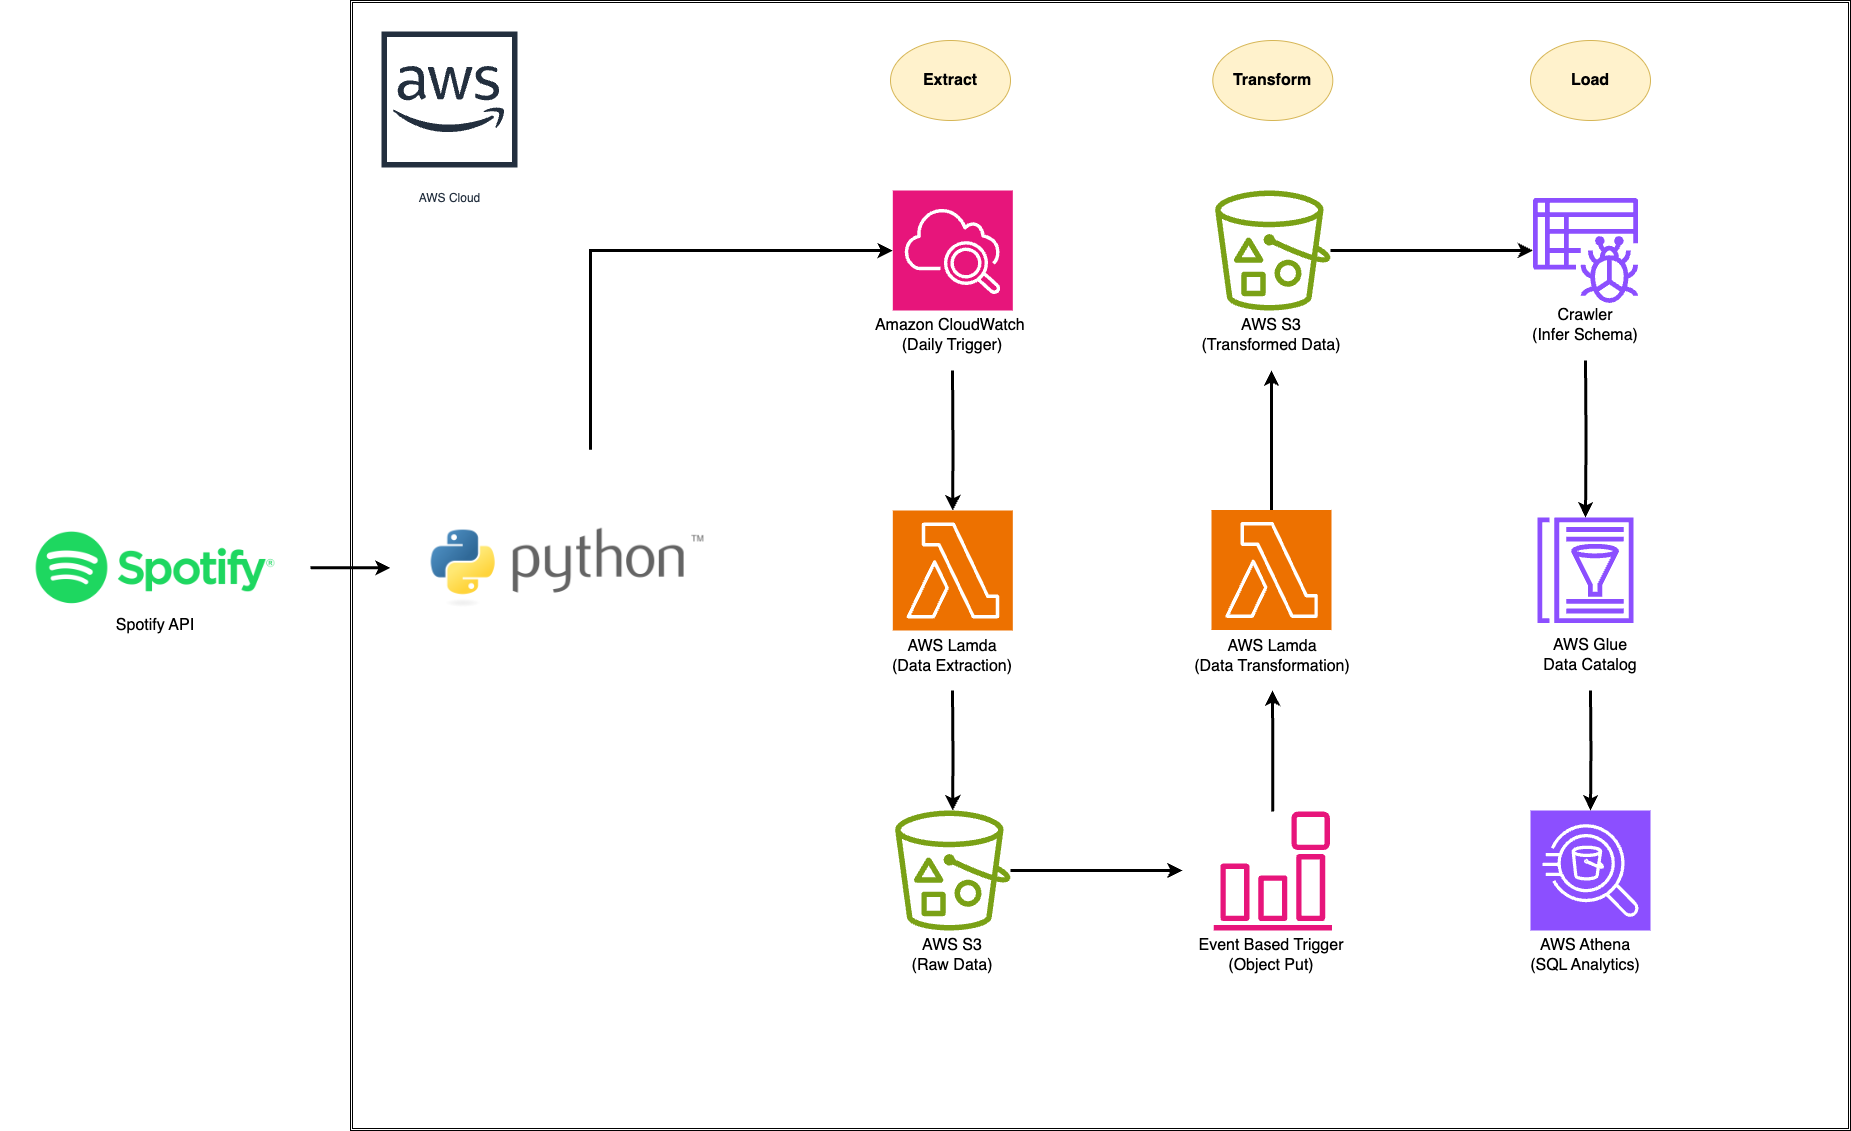 aws
AWS Cloud
Extract
Transform
Load
Amazon CloudWatch
(Daily Trigger)
AWS S3
(Transformed Data)
Crawler
(Infer Schema)
Spotify®
Spotify API
python™
AWS Lamda
(Data Extraction)
AWS Lamda
(Data Transformation)
AWS Glue
Data Catalog
AWS S3
(Raw Data)
Event Based Trigger
(Object Put)
AWS Athena
(SQL Analytics)